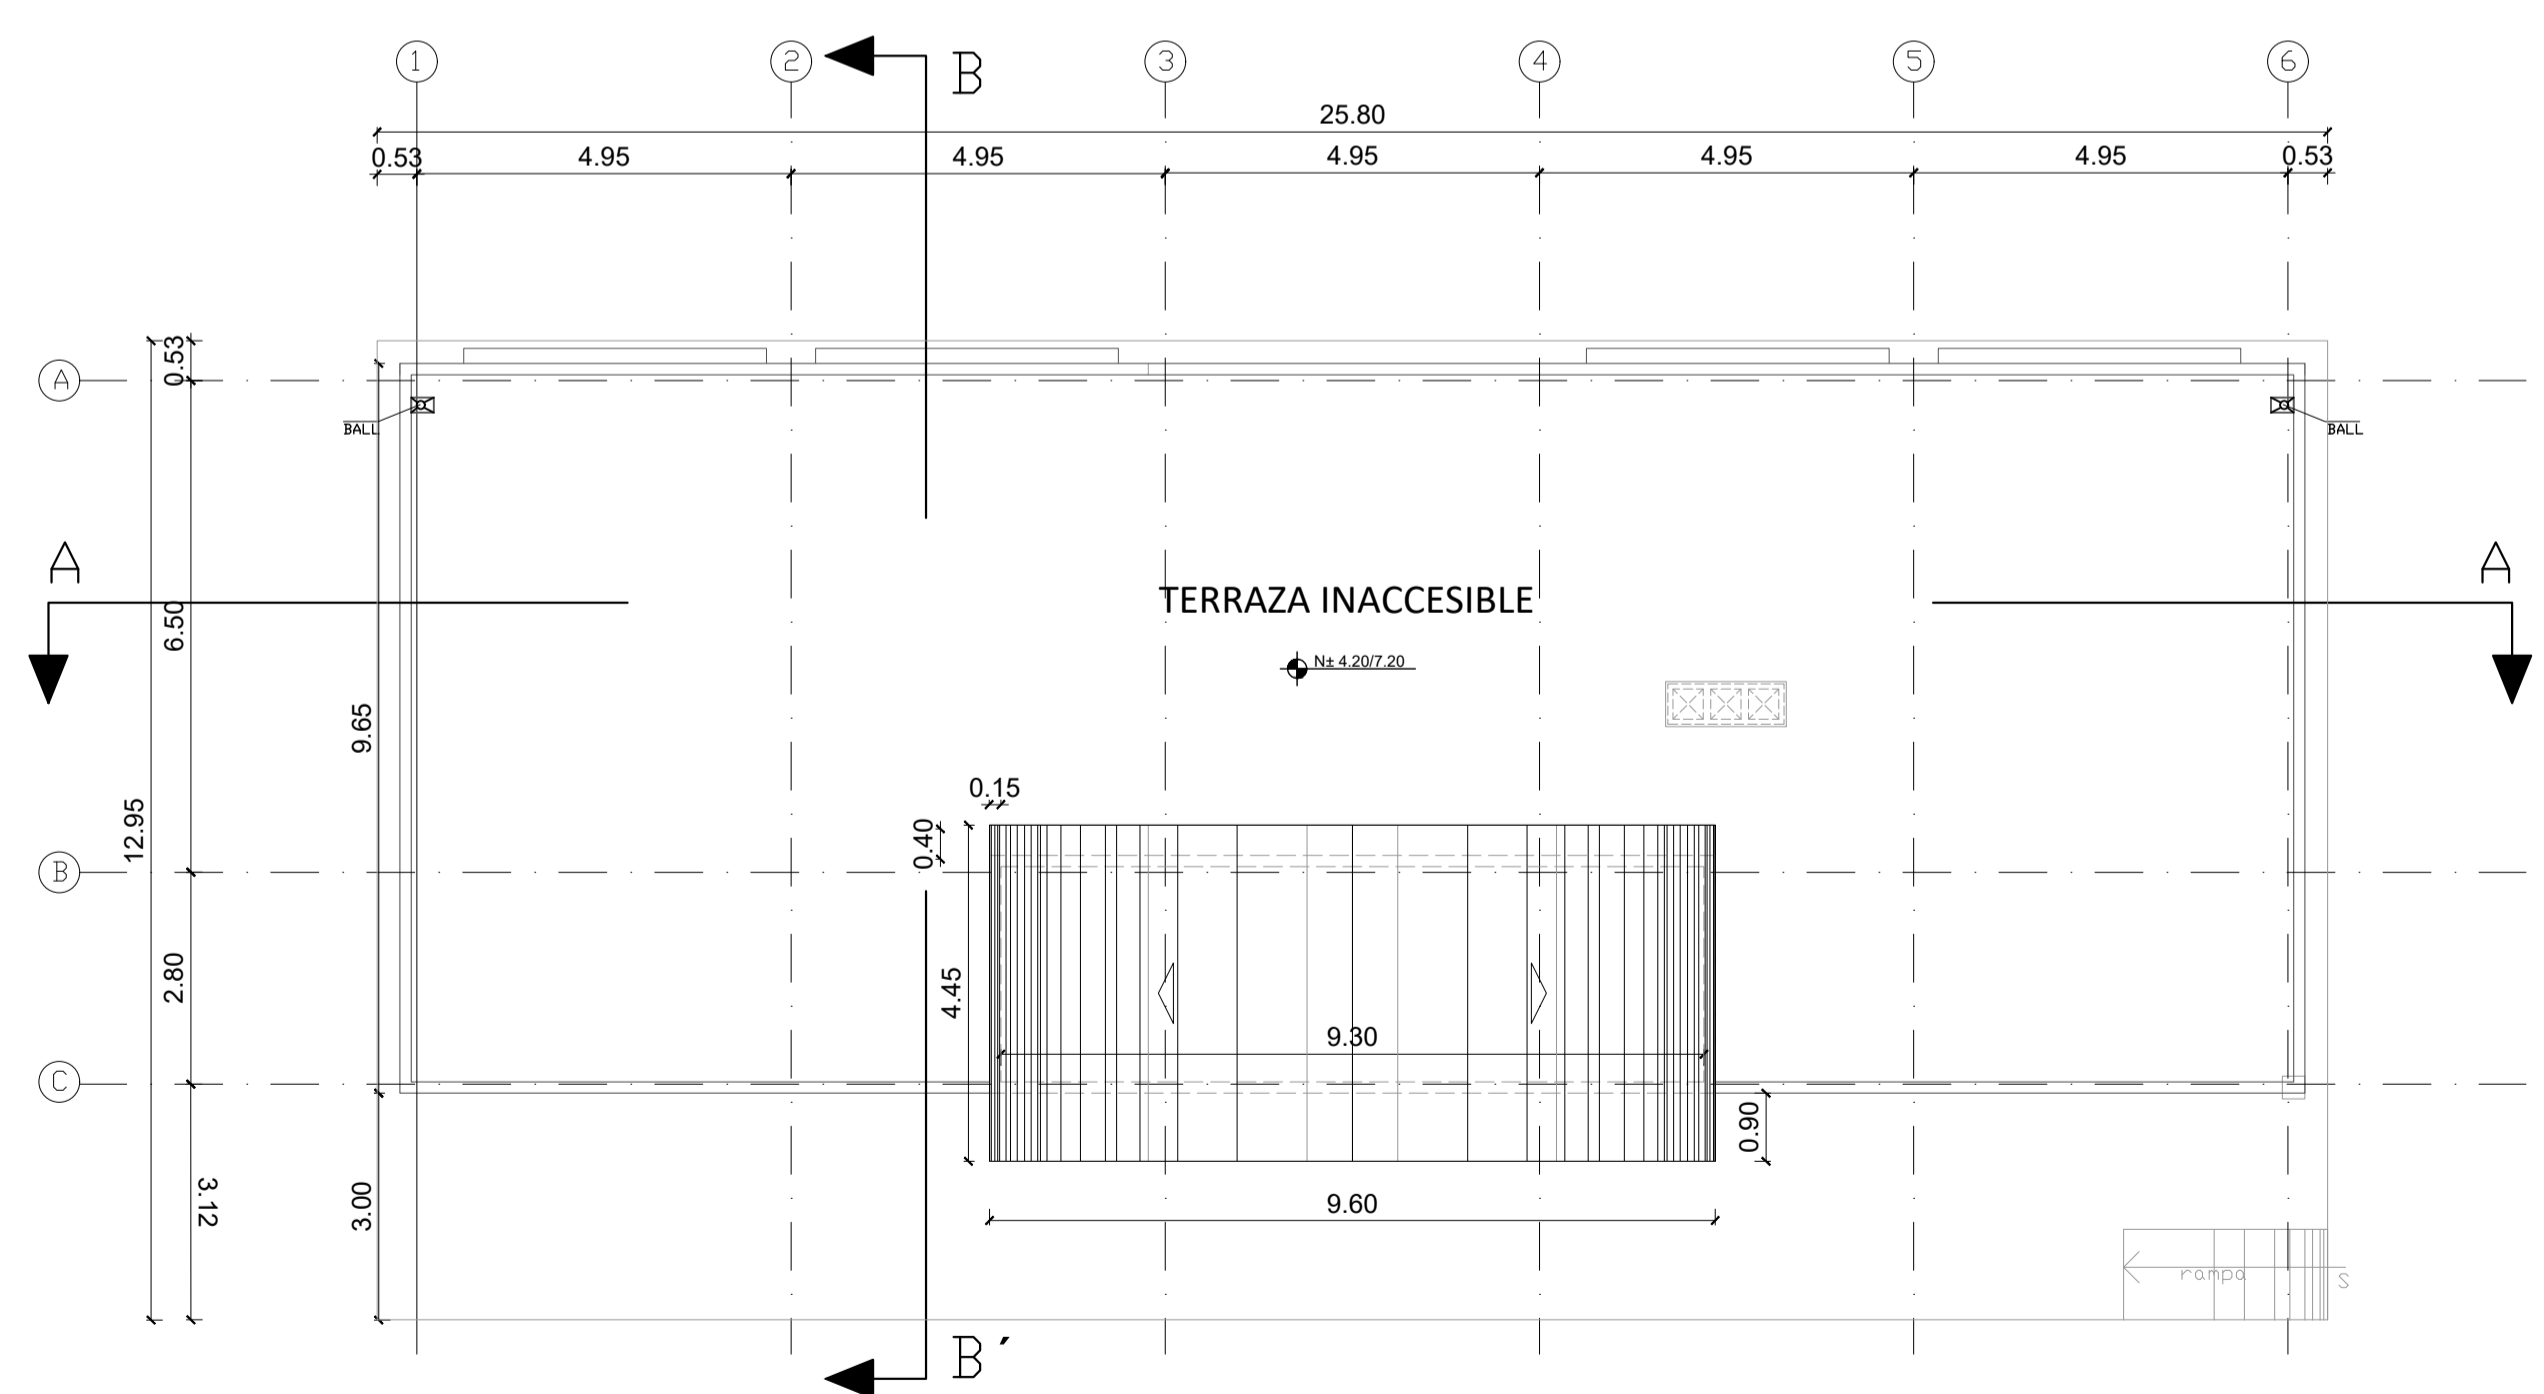 1 2 3 4 5 6
B
25.80
0.53 4.95 4.95 4.95 4.95 4.95 0.53
0.53
A
BALL BALL
A A
TERRAZA INACCESIBLE
6.50
N± 4.20/7.20
9.65
0.15
12.95
0.40
B
2.80
4.45
9.30
C
0.90
3.12
3.00
9.60
rampa S
B´